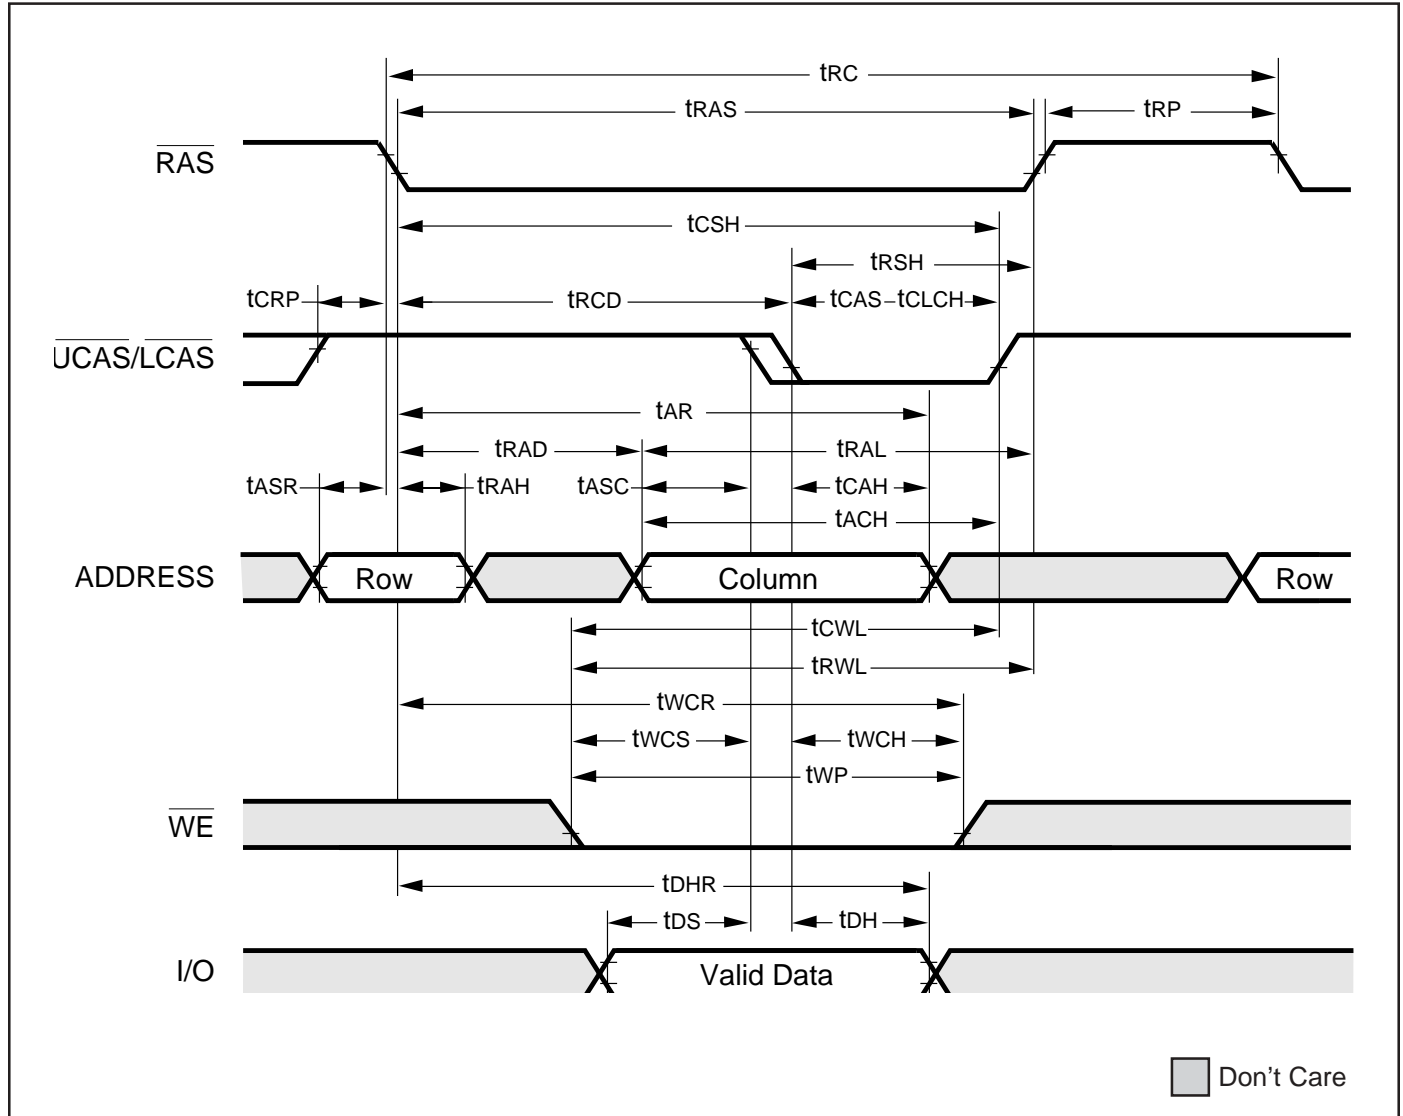 tRC
tRAS
tRP
RAS
tCSH
tRSH
tCRP
tRCD
tCAS tCLCH
UCAS/LCAS
tAR
tRAD
tRAL
tASR
tRAH
tASC
tCAH
tACH
ADDRESS
Row
Column
Row
tCWL
tRWL
tWCR
tWCS
tWCH
tWP
WE
tDHR
tDS
tDH
I/O
Valid Data
Don't Care